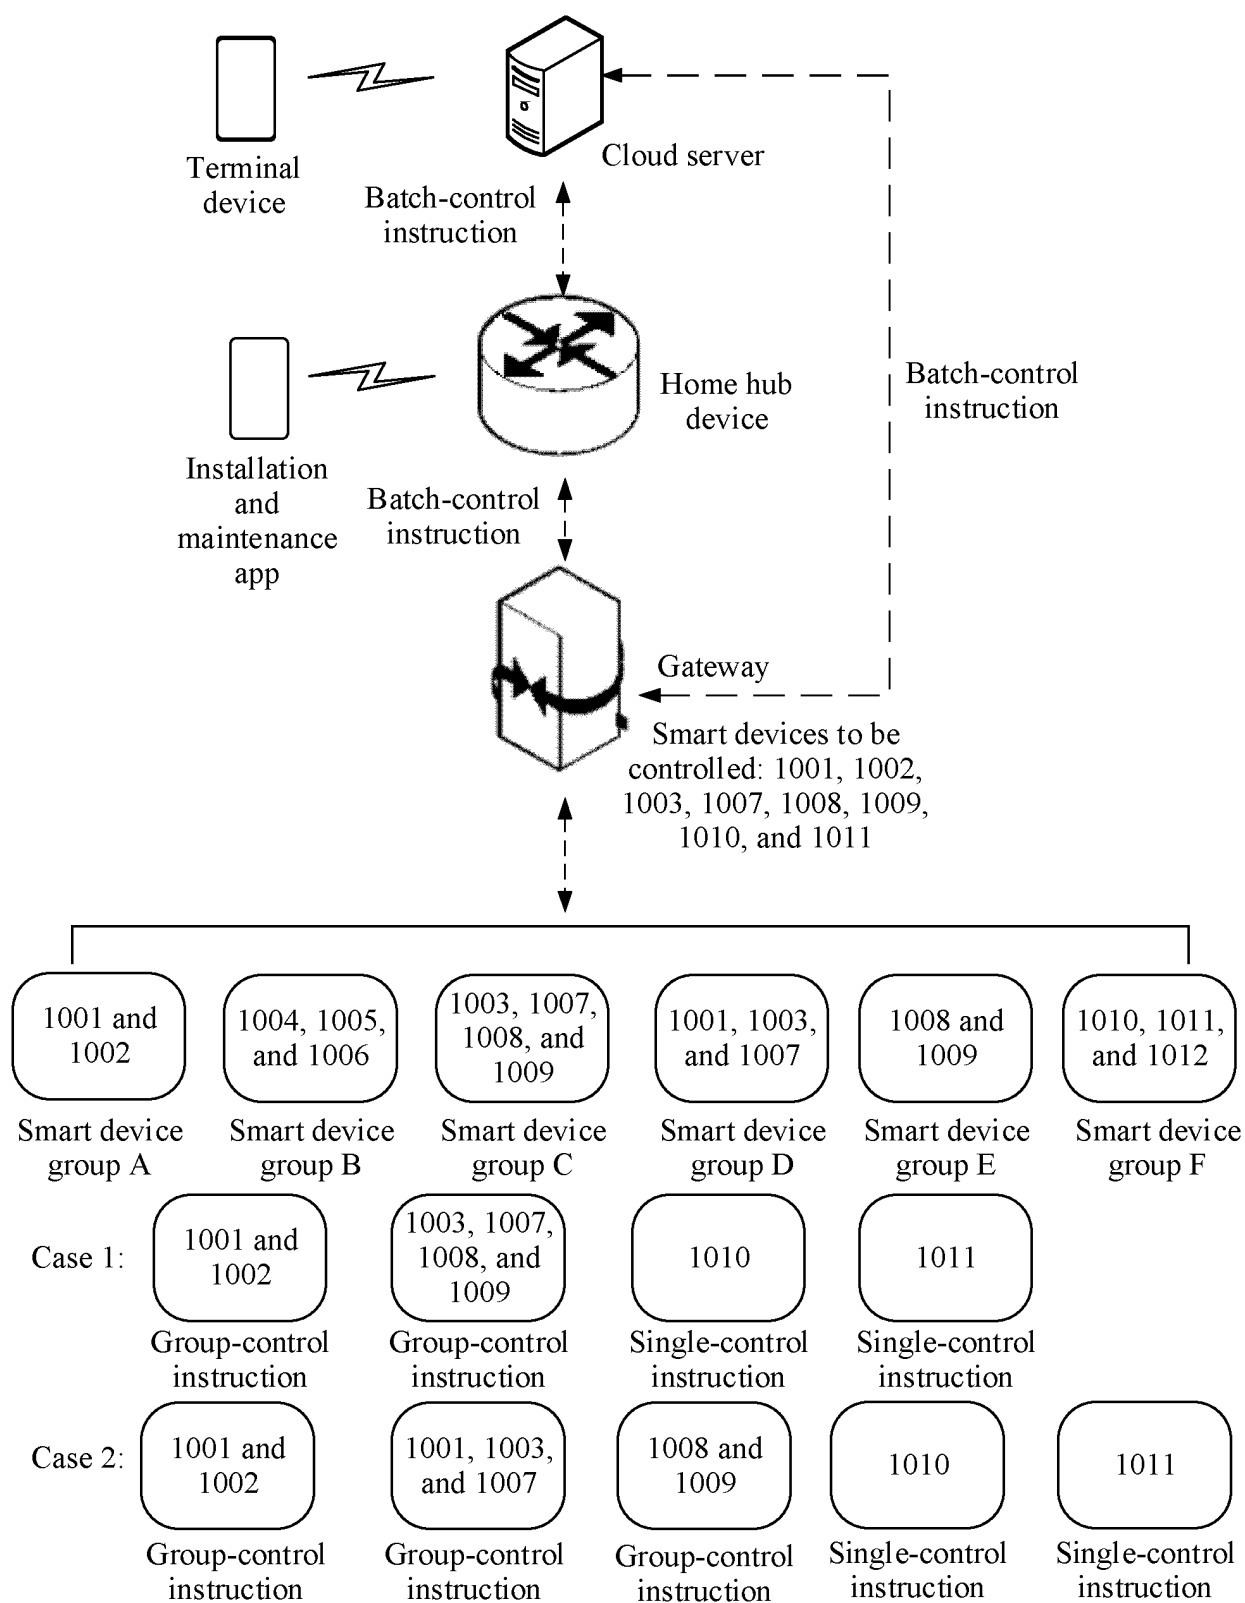 Terminal
device
Cloud server
Batch-control
instruction
Home hub
device
Batch-control
instruction
Installation
and
maintenance
app
Batch-control
instruction
Gateway
Smart devices to be
controlled: 1001, 1002,
1003, 1007, 1008, 1009,
1010, and 1011
1001 and
1002
1004, 1005,
and 1006
1003, 1007,
1008, and
1009
1001, 1003,
and 1007
1008 and
1009
1010, 1011,
and 1012
Smart device
group A
Smart device
group B
Smart device
group C
Smart device
group D
Smart device
group E
Smart device
group F
Case 1:
1001 and
1002
1003, 1007,
1008, and
1009
1010
1011
Group-control
instruction
Group-control
instruction
Single-control
instruction
Single-control
instruction
Case 2:
1001 and
1002
1001, 1003,
and 1007
1008 and
1009
1010
1011
Group-control
instruction
Group-control
instruction
Group-control
instruction
Single-control
instruction
Single-control
instruction